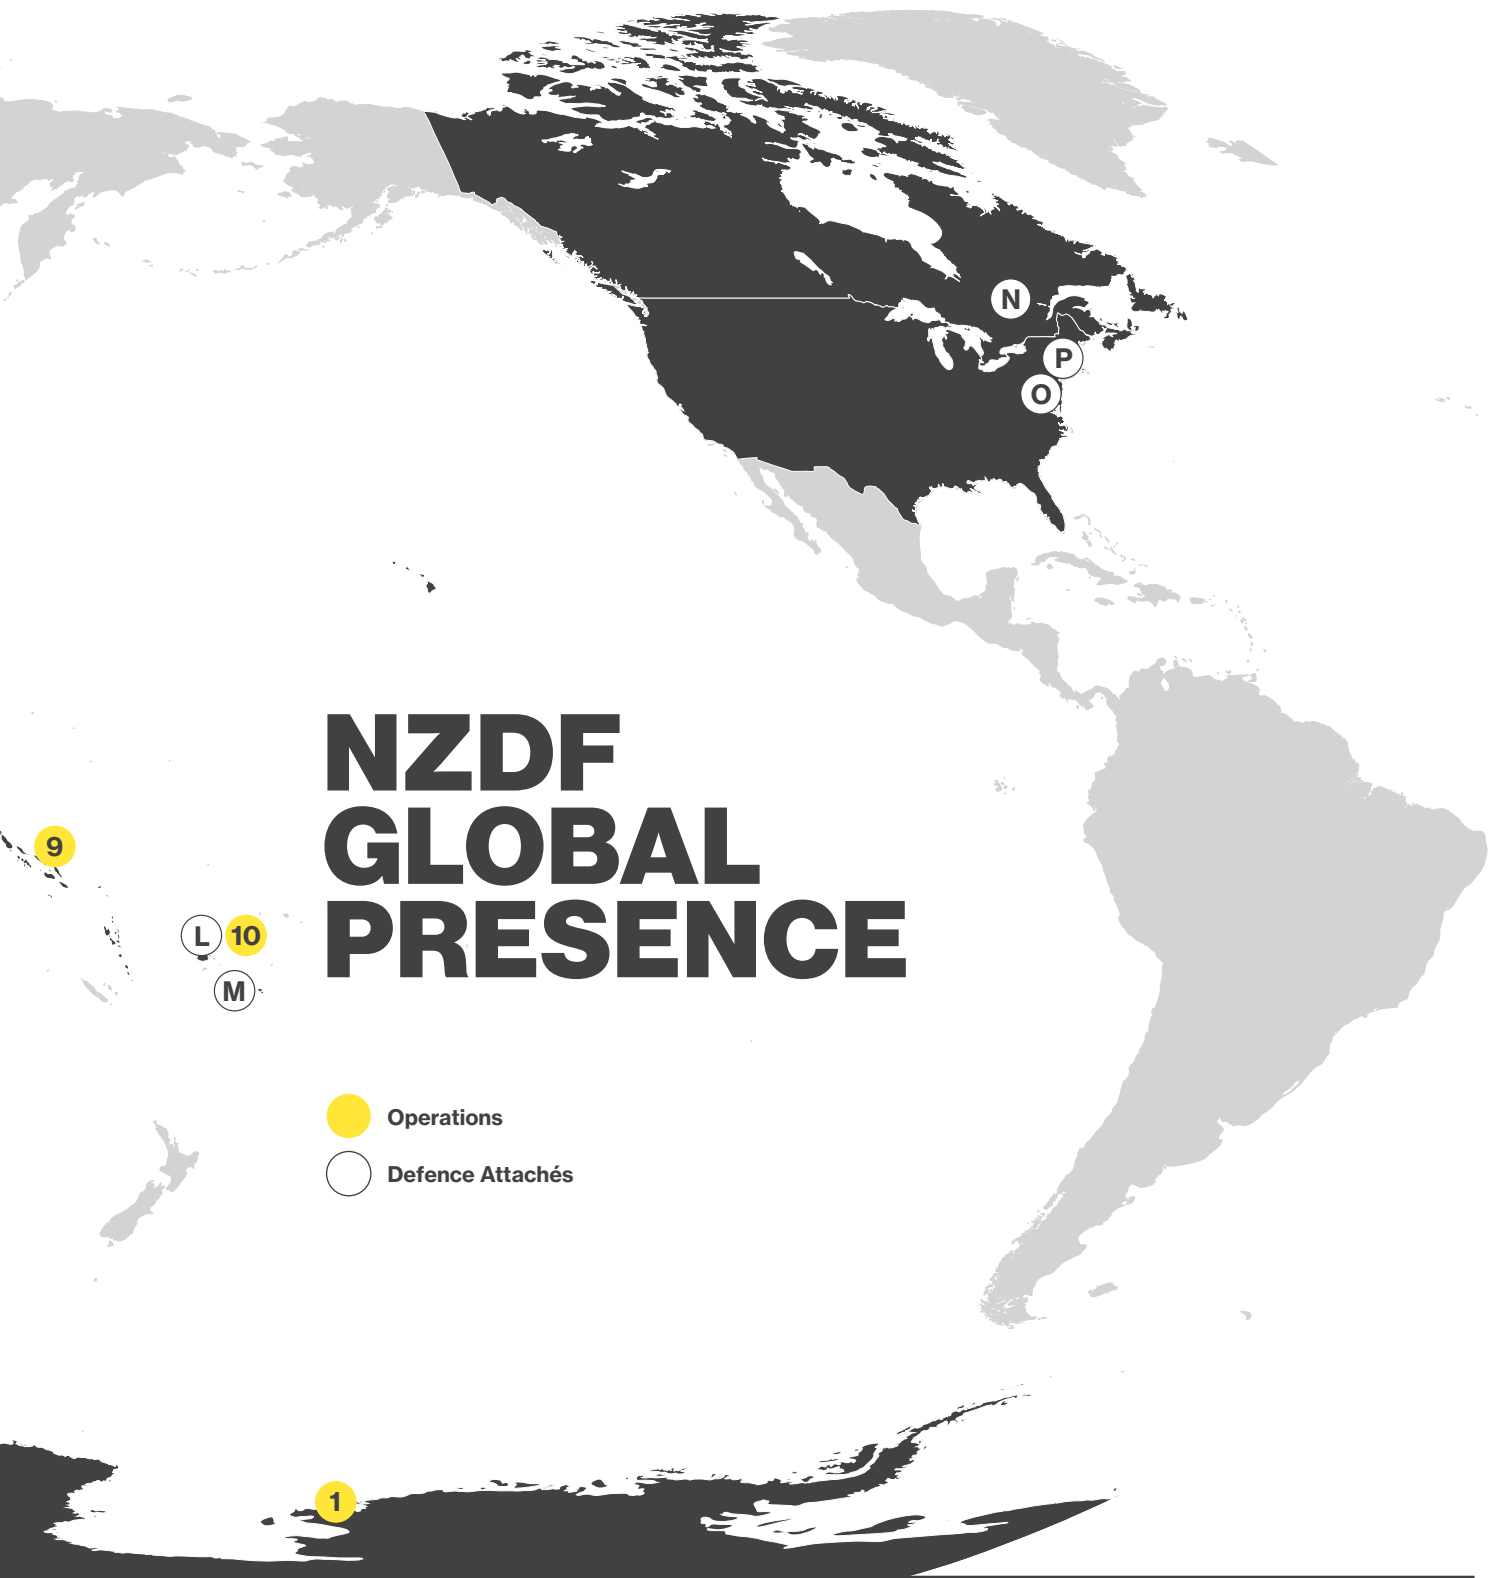 N
P
O
NZDF
GLOBAL
PRESENCE
9
L 10
M
Operations
Defence Attachés
1